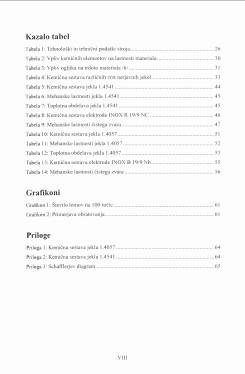 Kazalo tabel
Tabela 1: Tehnološki in tehnični podatki stroja 26
Tabela 2: Vpliv kemičnih elementov na lastnosti materiala 30
Tabela 3: Vpliv ogljika na trdoto materiala 31
Tabela 4: Kemična sestava različnih vrst nerjavnih jekel 33
Tabela 5: Kemična sestava jekla 1.4541 44
Tabela 6: Mehanske lastnosti jekla 1.4541 45
Tabela 7: Toplotna obdelava jekla 1.4541 45
Tabela 8: Kemična sestava elektrode INOX B 19/9 NC 46
Tabela 9: Mehanske lastnosti čistega zvara 47
Tabela 10: Kemična sestava jekla 1.4057 51
Tabela 11: Mehanske lastnosti jekla 1.4057 52
Tabela 12: Toplotna obdelava jekla 1.4057 53
Tabela 13: Kemična sestava elektrode INOX B 19/9 Nb 55
Tabela 14: Mehanske lastnosti čistega zvara 56
Grafikoni
Grafikon 1: Število lomov na 100 61
Grafikon 2: Primerjava obratovanja 61
Priloge
Priloga 1: Kemična sestava jekla 1.4057 64
Priloga 2: Kemična sestava jekla 1.4541 64
Priloga 3: Schafflerjev diagram 65
VIII